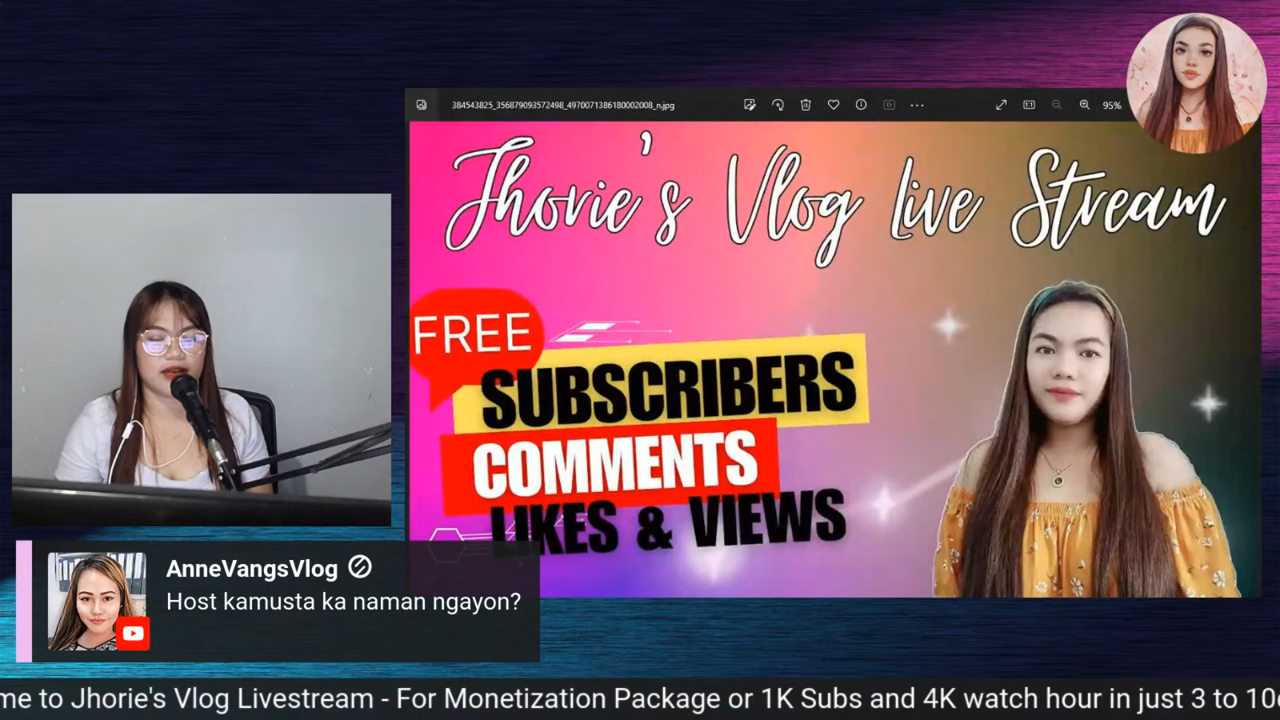 384543825_356879093572498_4970071386180002008_n.jpg
95%
Jhorie's Vlog Live Stream
FREE
SUBSCRIBERS
COMMENTS
LIKES & VIEWS
AnneVangsVlog
Host kamusta ka naman ngayon?
me to Jhorie's Vlog Livestream - For Monetization Package or 1K Subs and 4K watch hour in just 3 to 10